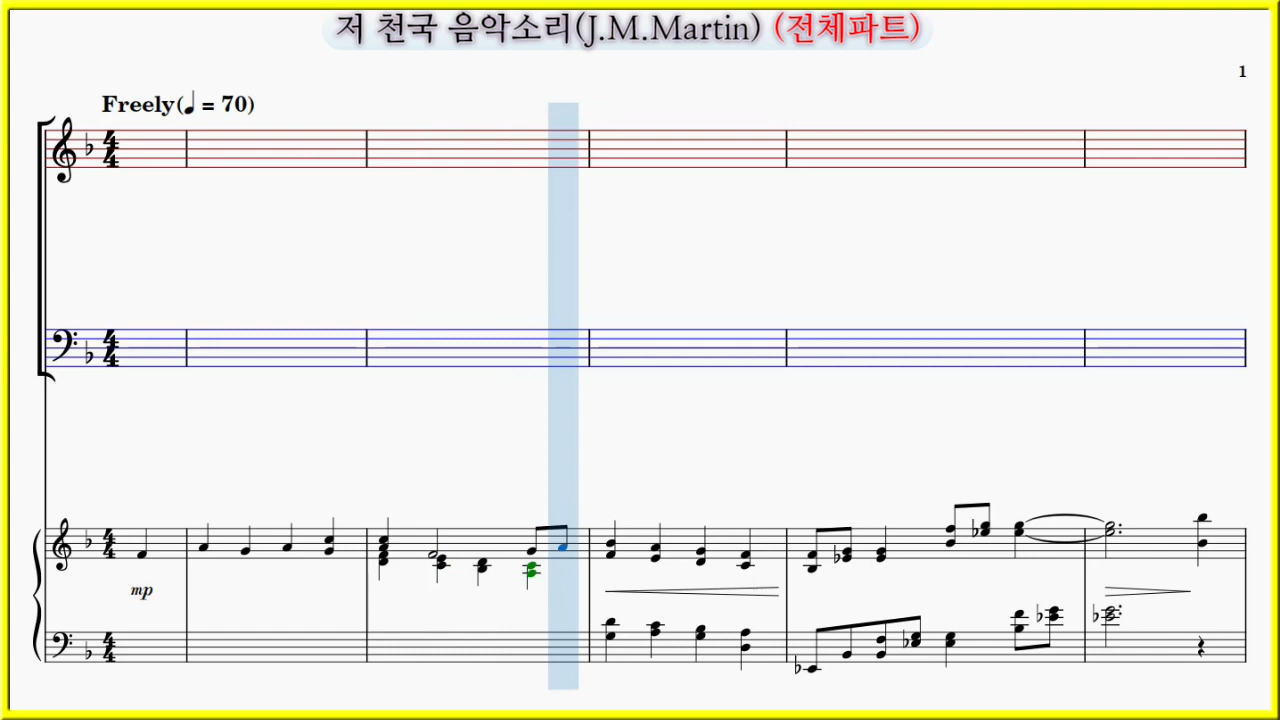 저 천국 음악소리(J.M.Martin) (전체파트)
1
Freely(♩ = 70)
mp